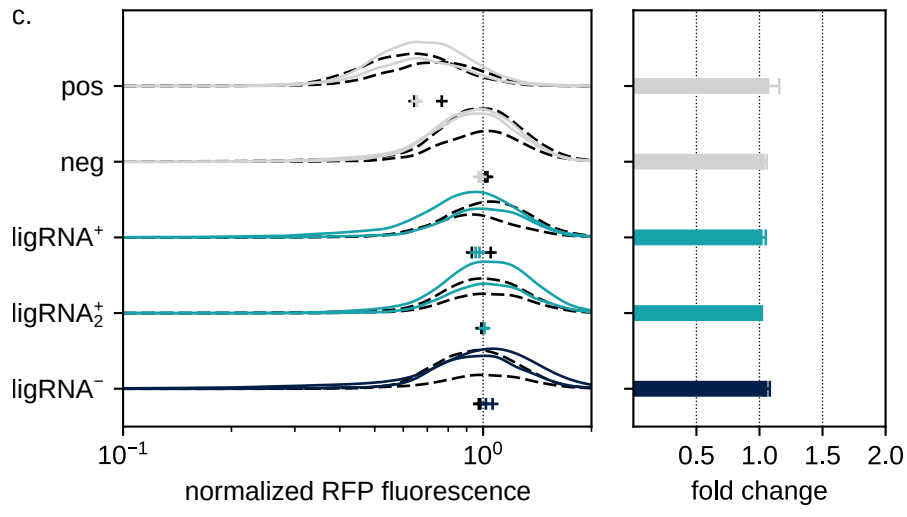 c.
pos
neg
ligRNA⁺
ligRNA₂⁺
ligRNA⁻
10⁻¹
10⁰
normalized RFP fluorescence
0.5 1.0 1.5 2.0
fold change